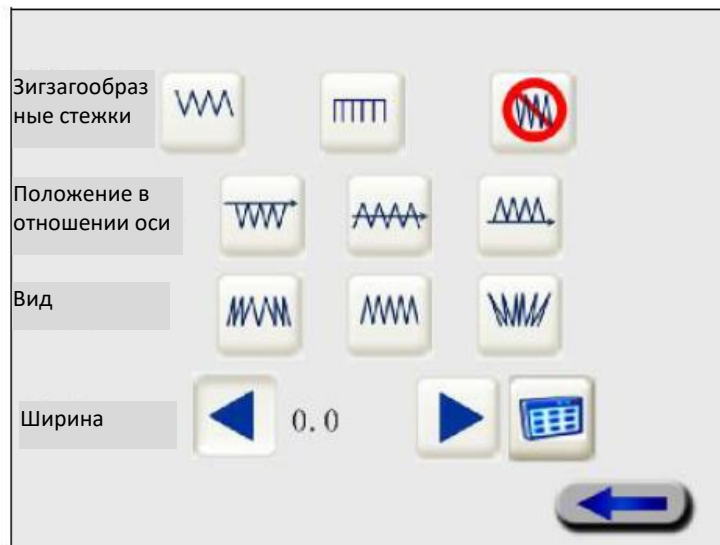 Зигзагообраз
ные стежки
Положение в
отношении оси
Вид
Ширина
0.0